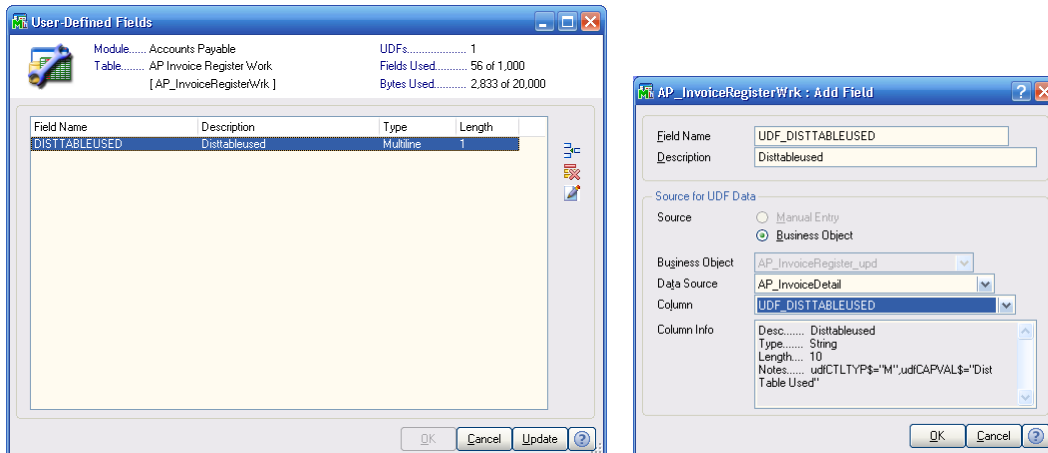 User-Defined Fields
Module...... Accounts Payable
UDFs................... 1
Table........ AP Invoice Register Work
Fields Used.......... 56 of 1,000
[ AP_InvoiceRegisterWrk ]
Bytes Used.......... 2,833 of 20,000
Field Name Description Type Length
DISTTABLEUSED Disttableused Multiline 1
OK Cancel Update ?
AP_InvoiceRegisterWrk : Add Field ?
Field Name UDF_DISTTABLEUSED
Description Disttableused
Source for UDF Data
Source Manual Entry
Business Object
Business Object AP_InvoiceRegister_upd
Data Source AP_InvoiceDetail
Column UDF_DISTTABLEUSED
Column Info Desc....... Disttableused
Type....... String
Length.... 10
Notes...... udfCTLTYP$="M",udfCAPVAL$="Dist
Table Used"
OK Cancel ?